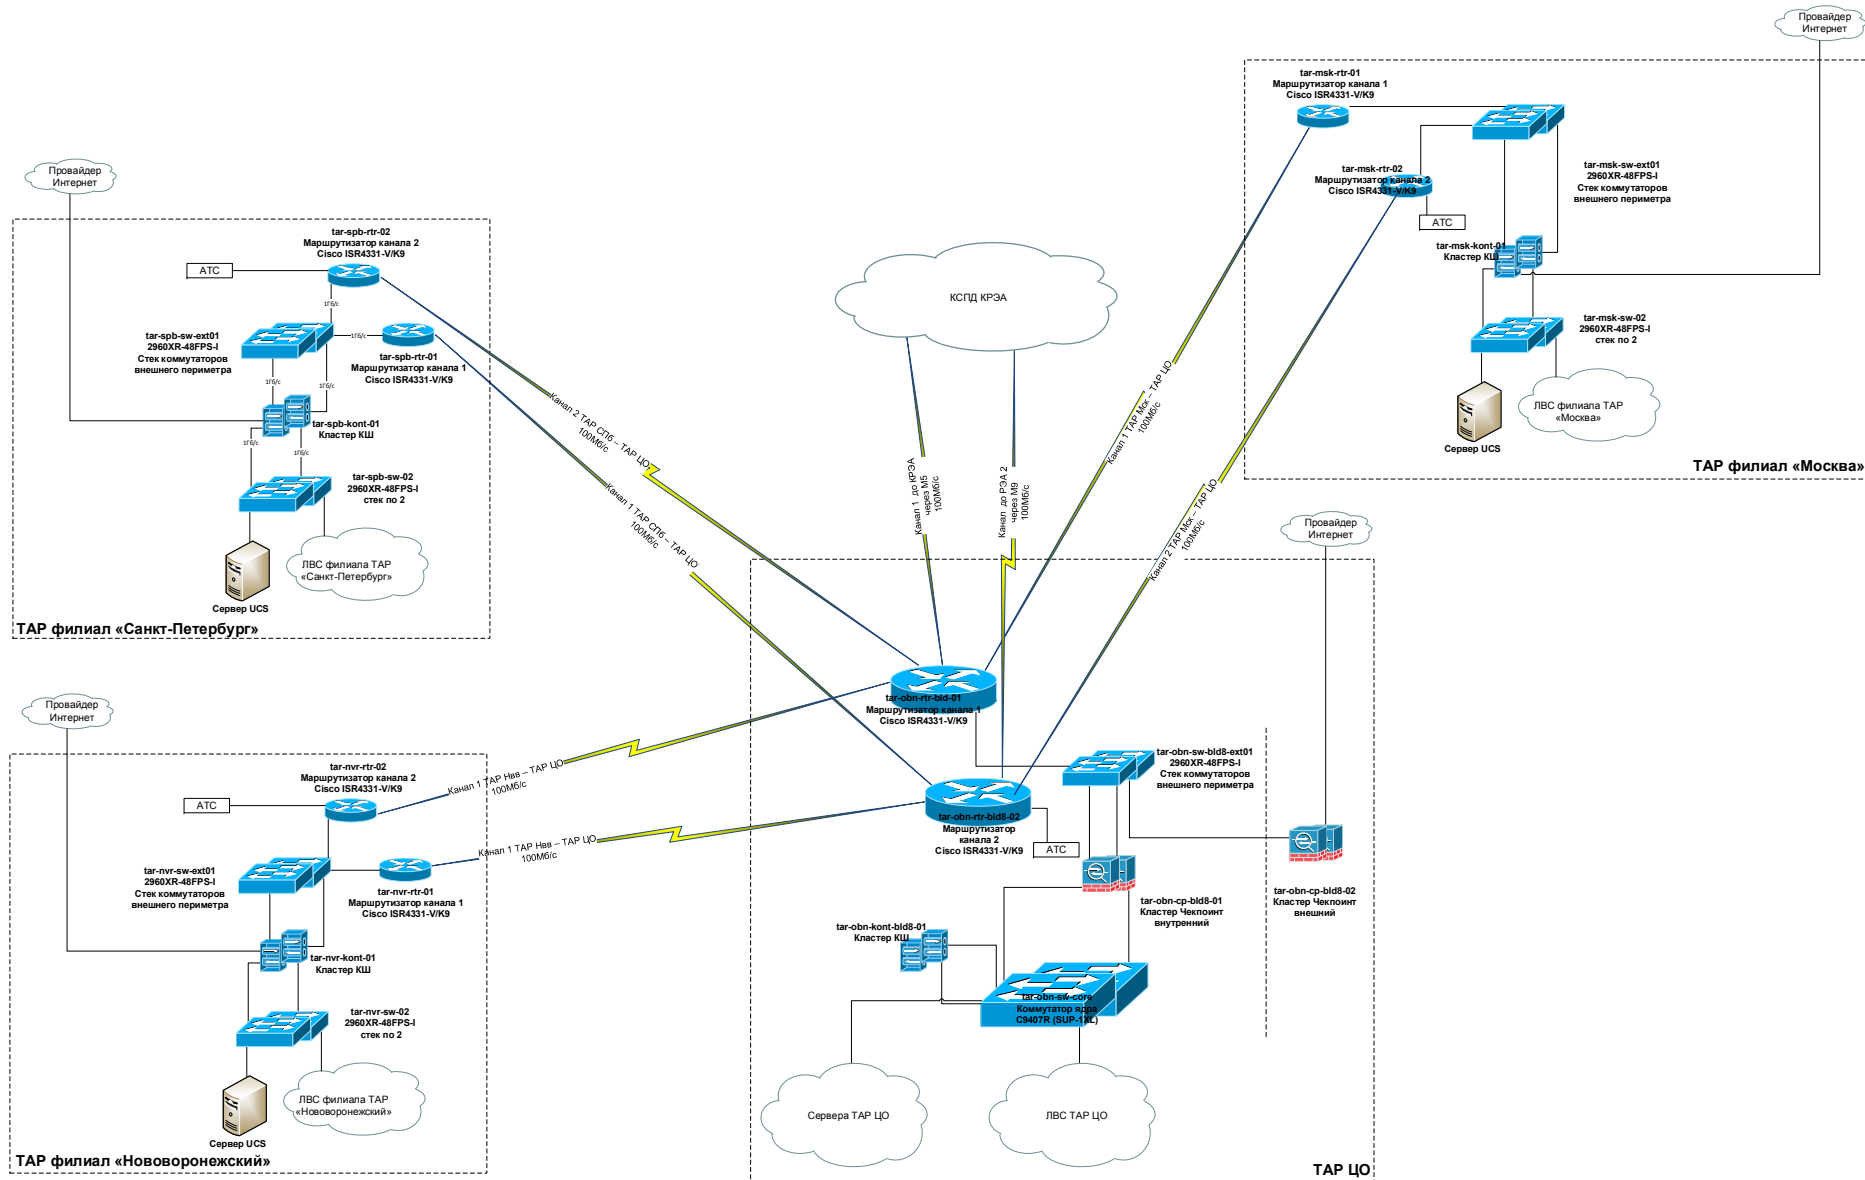 Провайдер
Интернет
tar-spb-rtr-02
Маршрутизатор канала 2
Cisco ISR4331-V/K9
АТС
1Гб/с
tar-spb-sw-ext01
2960XR-48FPS-I
Стек коммутаторов
внешнего периметра
1Гб/с
tar-spb-rtr-01
Маршрутизатор канала 1
Cisco ISR4331-V/K9
1Гб/с
1Гб/с
tar-spb-kont-01
Кластер КШ
1Гб/с
1Гб/с
tar-spb-sw-02
2960XR-48FPS-I
стек по 2
ЛВС филиала ТАР
«Санкт-Петербург»
Сервер UCS
ТАР филиал «Санкт-Петербург»
Провайдер
Интернет
tar-nvr-rtr-02
Маршрутизатор канала 2
Cisco ISR4331-V/K9
АТС
tar-nvr-sw-ext01
2960XR-48FPS-I
Стек коммутаторов
внешнего периметра
tar-nvr-rtr-01
Маршрутизатор канала 1
Cisco ISR4331-V/K9
tar-nvr-kont-01
Кластер КШ
tar-nvr-sw-02
2960XR-48FPS-I
стек по 2
ЛВС филиала ТАР
«Нововоронежский»
Сервер UCS
ТАР филиал «Нововоронежский»
КСПД КРЭА
Канал 2 ТАР СПб – ТАР ЦО
100Мб/с
Канал 1 ТАР СПб – ТАР ЦО
100Мб/с
Канал 1 до КРЭА
через М5
100Мб/с
Канал до РЭА 2
через М9
100Мб/с
Канал 1 ТАР Мск – ТАР ЦО
100Мб/с
Канал 2 ТАР Мск – ТАР ЦО
100Мб/с
Канал 1 ТАР Нвв – ТАР ЦО
100Мб/с
Канал 1 ТАР Нвв – ТАР ЦО
100Мб/с
Провайдер
Интернет
tar-msk-rtr-01
Маршрутизатор канала 1
Cisco ISR4331-V/K9
tar-msk-rtr-02
Маршрутизатор канала 2
Cisco ISR4331-V/K9
АТС
tar-msk-sw-ext01
2960XR-48FPS-I
Стек коммутаторов
внешнего периметра
tar-msk-kont-01
Кластер КШ
tar-msk-sw-02
2960XR-48FPS-I
стек по 2
ЛВС филиала ТАР
«Москва»
Сервер UCS
ТАР филиал «Москва»
Провайдер
Интернет
tar-obn-rtr-bld-01
Маршрутизатор канала 1
Cisco ISR4331-V/K9
tar-obn-rtr-bld8-02
Маршрутизатор
канала 2
Cisco ISR4331-V/K9
АТС
tar-obn-sw-bld8-ext01
2960XR-48FPS-I
Стек коммутаторов
внешнего периметра
tar-obn-cp-bld8-02
Кластер Чекпоинт
внешний
tar-obn-cp-bld8-01
Кластер Чекпоинт
внутренний
tar-obn-kont-bld8-01
Кластер КШ
tar-obn-sw-core
Коммутатор ядра
C9407R (SUP-1XL)
Сервера ТАР ЦО
ЛВС ТАР ЦО
ТАР ЦО